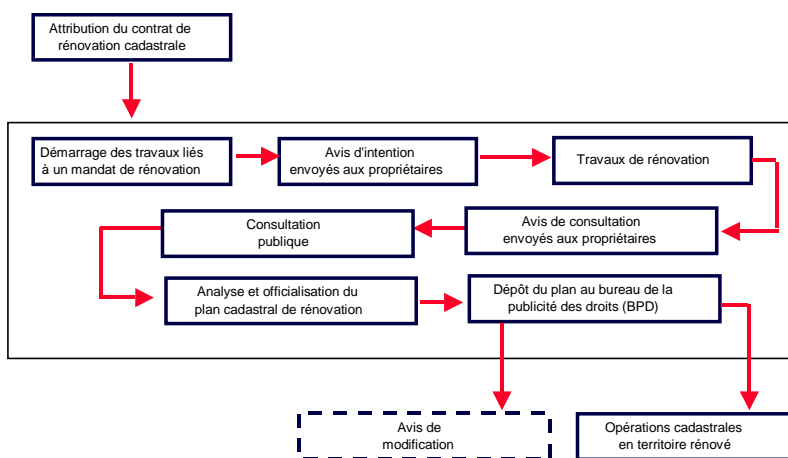 Attribution du contrat de
rénovation cadastrale
Démarrage des travaux liés
à un mandat de rénovation
Avis d'intention
envoyés aux propriétaires
Travaux de rénovation
Avis de consultation
envoyés aux propriétaires
Consultation
publique
Analyse et officialisation du
plan cadastral de rénovation
Dépôt du plan au bureau de la
publicité des droits (BPD)
Avis de
modification
Opérations cadastrales
en territoire rénové